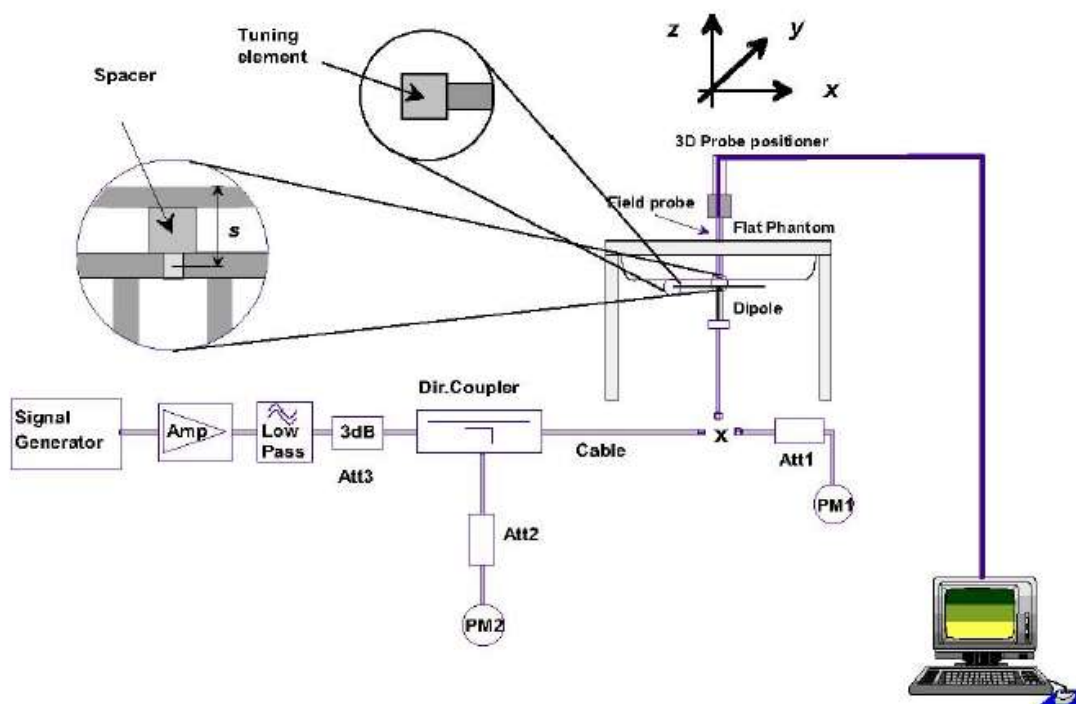 Tuning
element
Spacer
s
z
y
x
3D Probe positioner
Field probe
Flat Phantom
Dipole
Dir.Coupler
Signal
Generator
Amp
Low
Pass
3dB
Att3
Cable
x
Att1
PM1
Att2
PM2